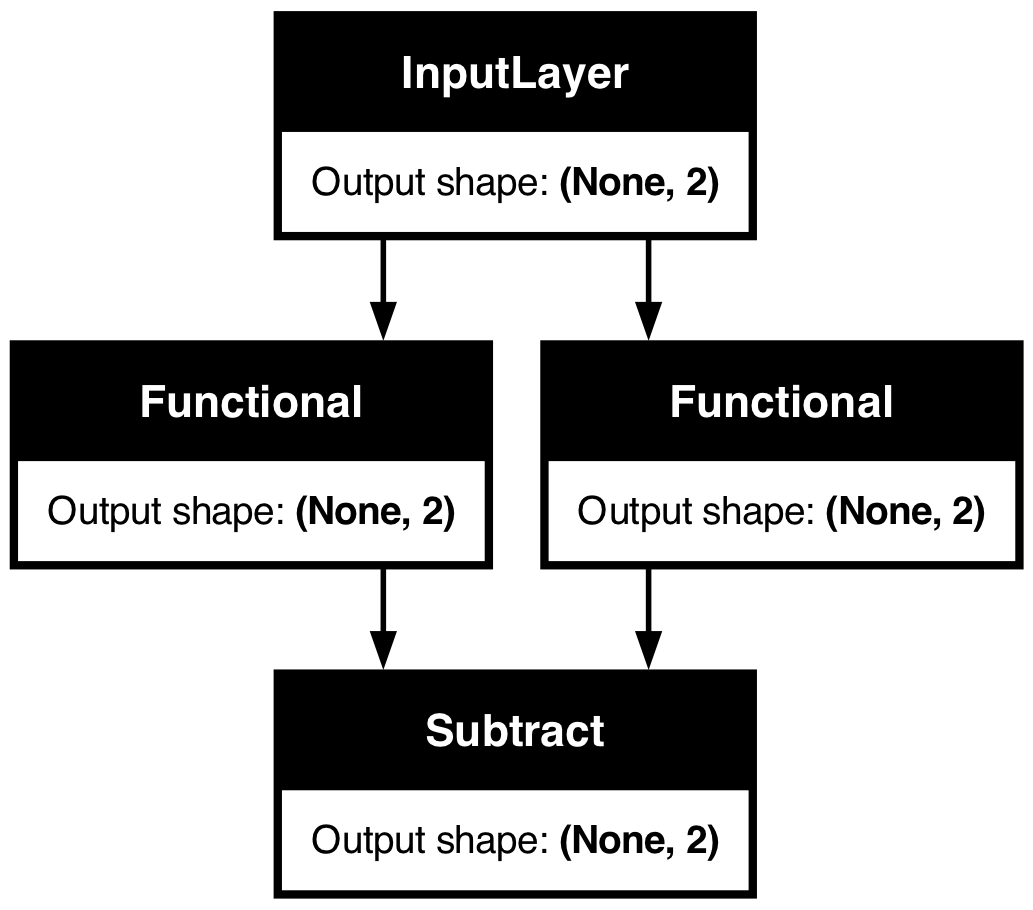 InputLayer
Output shape: (None, 2)
Functional
Output shape: (None, 2)
Functional
Output shape: (None, 2)
Subtract
Output shape: (None, 2)